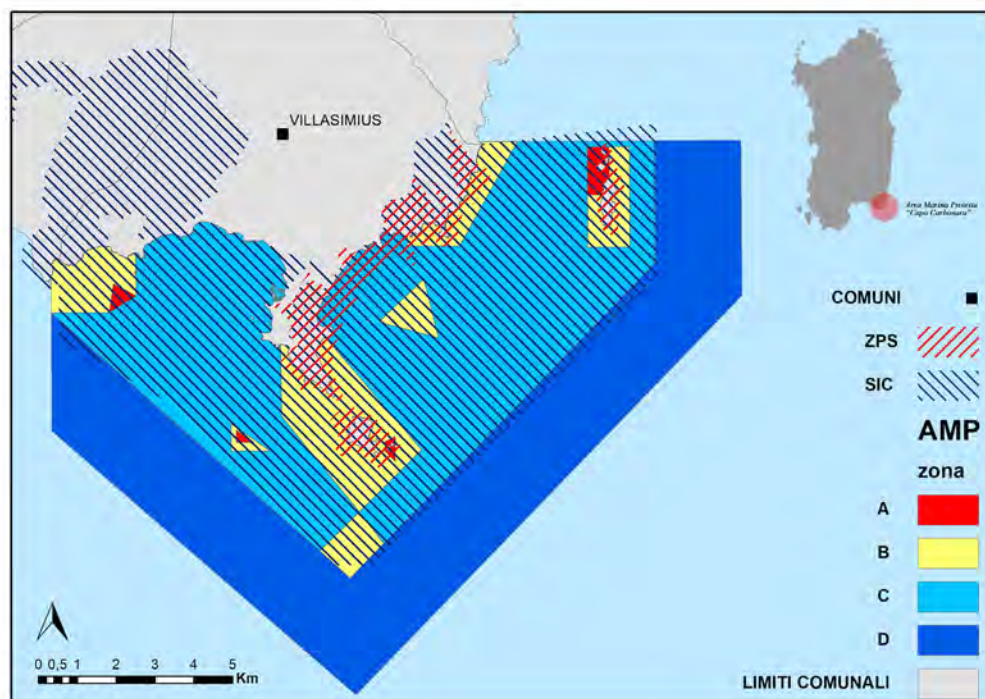 VILLASIMIUS
Area Marina Protetta
"Capo Carbonara"
COMUNI
ZPS
SIC
AMP
zona
A
B
C
D
LIMITI COMUNALI
0 0,5 1 2 3 4 5
Km